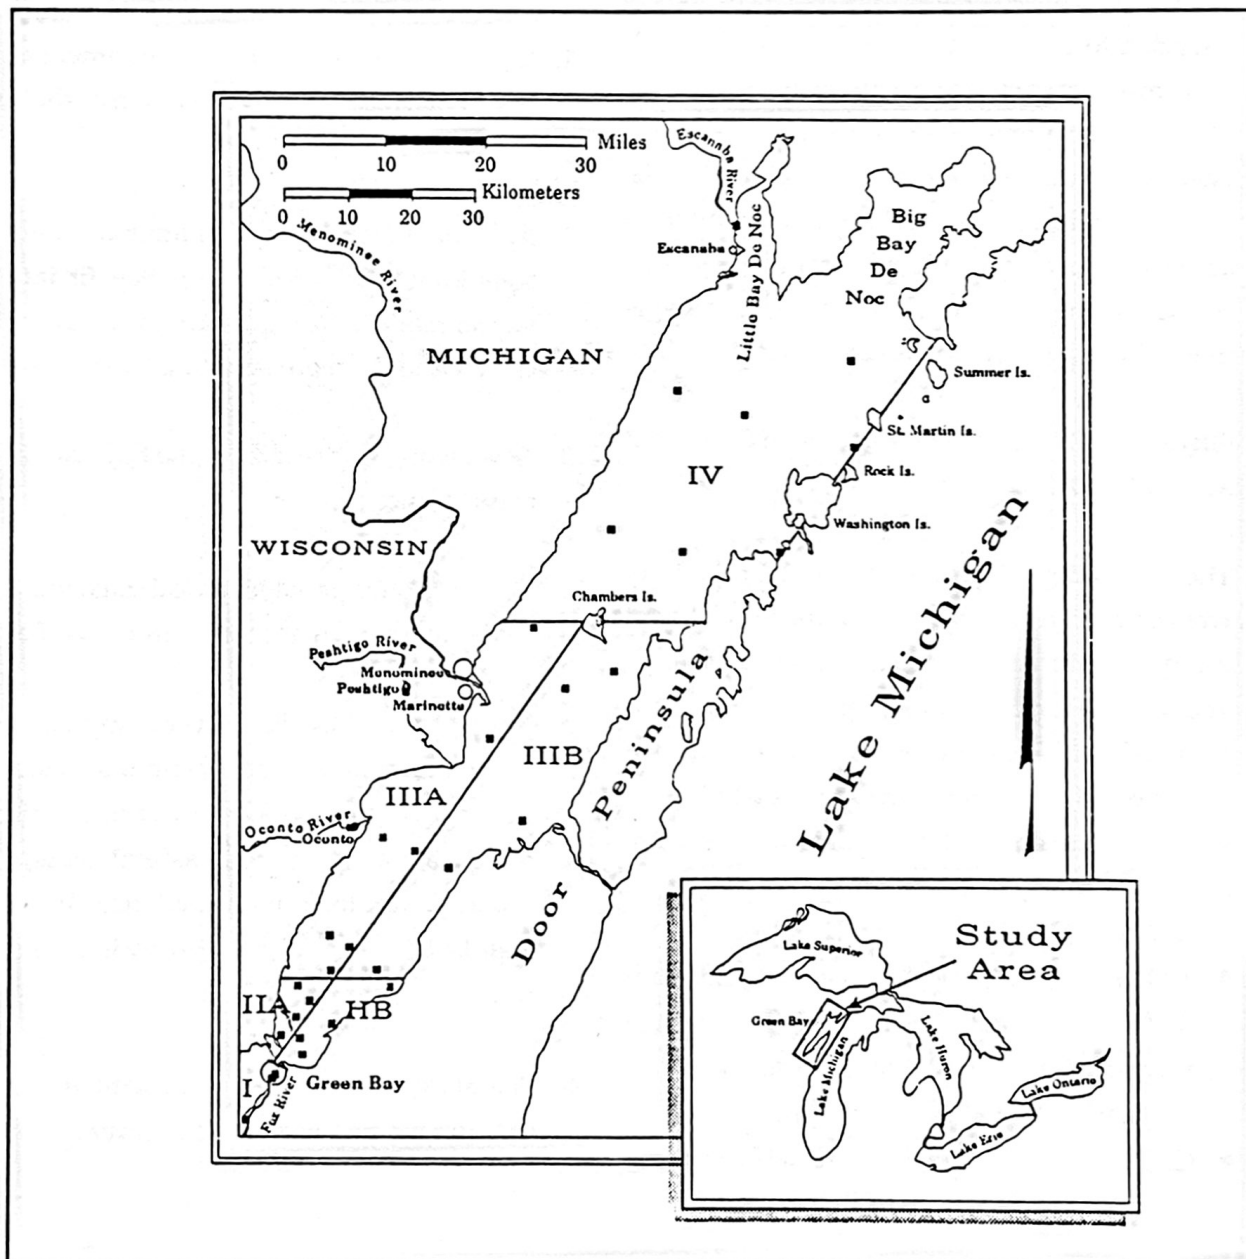 Miles
0 10 20 30
Kilometers
0 10 20 30
Escanaba River
Menominee River
Escanaba
Little Bay De Noc
Big
Bay
De
Noc
MICHIGAN
Summer Is.
St. Martin Is.
IV
Rock Is.
Washington Is.
WISCONSIN
Chambers Is.
Peshtigo River
Menominee
Peshtigo
Marinette
Lake Michigan
IIIB
IIIA
Door
Peninsula
Oconto River
Oconto
IIA
HB
I
Green Bay
Fox River
Study
Area
Lake Superior
Green Bay
Lake Michigan
Lake Huron
Lake Ontario
Lake Erie